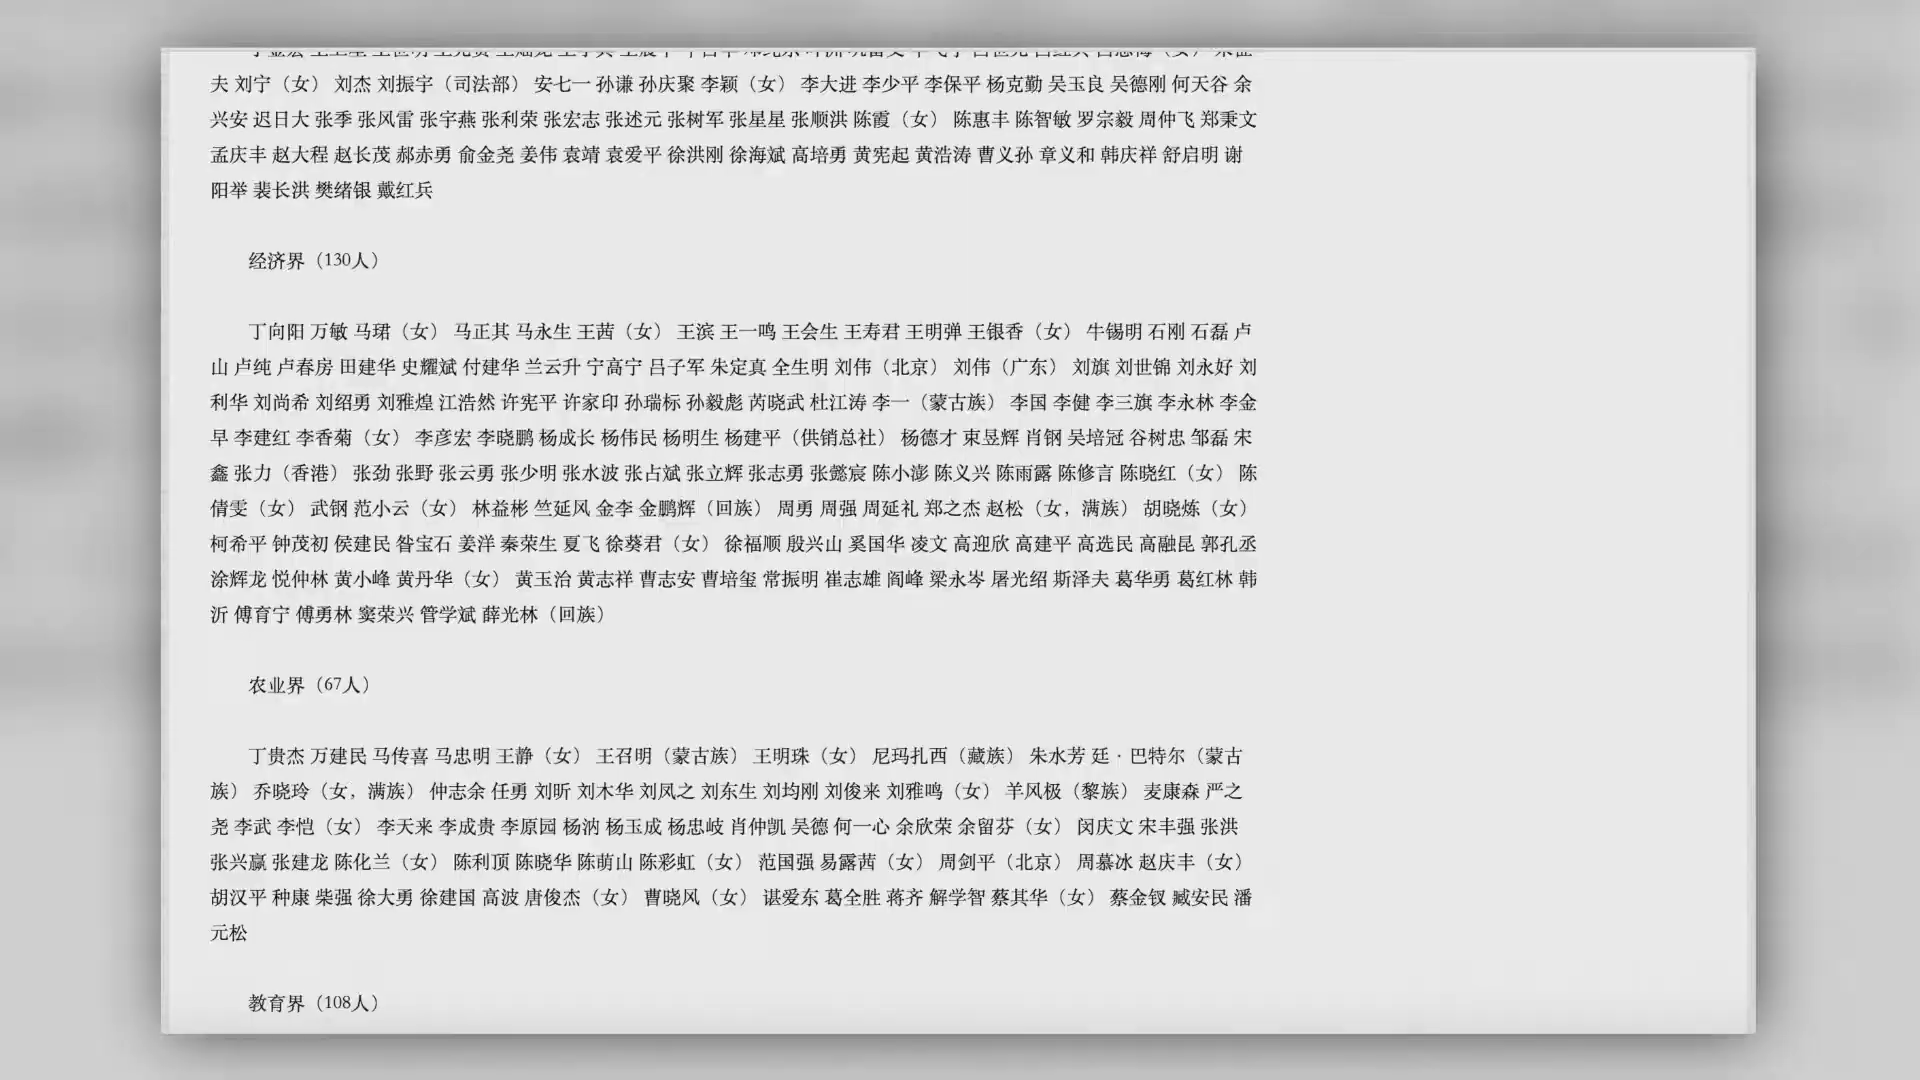 夫 刘宁（女） 刘杰 刘振宇（司法部） 安七一 孙谦 孙庆聚 李颖（女） 李大进 李少平 李保平 杨克勤 吴玉良 吴德刚 何天谷 余
兴安 迟日大 张季 张风雷 张宇燕 张利荣 张宏志 张述元 张树军 张星星 张顺洪 陈霞（女） 陈惠丰 陈智敏 罗宗毅 周仲飞 郑秉文
孟庆丰 赵大程 赵长茂 郝赤勇 俞金尧 姜伟 袁靖 袁爱平 徐洪刚 徐海斌 高培勇 黄宪起 黄浩涛 曹义孙 章义和 韩庆祥 舒启明 谢
阳举 裴长洪 樊绪银 戴红兵
经济界（130人）
丁向阳 万敏 马珺（女） 马正其 马永生 王茜（女） 王滨 王一鸣 王会生 王寿君 王明弹 王银香（女） 牛锡明 石刚 石磊 卢
山 卢纯 卢春房 田建华 史耀斌 付建华 兰云升 宁高宁 吕子军 朱定真 全生明 刘伟（北京） 刘伟（广东） 刘旗 刘世锦 刘永好 刘
利华 刘尚希 刘绍勇 刘雅煌 江浩然 许宪平 许家印 孙瑞标 孙毅彪 芮晓武 杜江涛 李一（蒙古族） 李国 李健 李三旗 李永林 李金
早 李建红 李香菊（女） 李彦宏 李晓鹏 杨成长 杨伟民 杨明生 杨建平（供销总社） 杨德才 束昱辉 肖钢 吴培冠 谷树忠 邹磊 宋
鑫 张力（香港） 张劲 张野 张云勇 张少明 张水波 张占斌 张立辉 张志勇 张懿宸 陈小澎 陈义兴 陈雨露 陈修言 陈晓红（女） 陈
倩雯（女） 武钢 范小云（女） 林益彬 竺延风 金李 金鹏辉（回族） 周勇 周强 周延礼 郑之杰 赵松（女，满族） 胡晓炼（女）
柯希平 钟茂初 侯建民 昝宝石 姜洋 秦荣生 夏飞 徐葵君（女） 徐福顺 殷兴山 奚国华 凌文 高迎欣 高建平 高选民 高融昆 郭孔丞
涂辉龙 悦仲林 黄小峰 黄丹华（女） 黄玉治 黄志祥 曹志安 曹培玺 常振明 崔志雄 阎峰 梁永岑 屠光绍 斯泽夫 葛华勇 葛红林 韩
沂 傅育宁 傅勇林 窦荣兴 管学斌 薛光林（回族）
农业界（67人）
丁贵杰 万建民 马传喜 马忠明 王静（女） 王召明（蒙古族） 王明珠（女） 尼玛扎西（藏族） 朱水芳 廷·巴特尔（蒙古
族） 乔晓玲（女，满族） 仲志余 任勇 刘昕 刘木华 刘凤之 刘东生 刘均刚 刘俊来 刘雅鸣（女） 羊风极（黎族） 麦康森 严之
尧 李武 李恺（女） 李天来 李成贵 李原园 杨汭 杨玉成 杨忠岐 肖仲凯 吴德 何一心 余欣荣 余留芬（女） 闵庆文 宋丰强 张洪
张兴赢 张建龙 陈化兰（女） 陈利顶 陈晓华 陈萌山 陈彩虹（女） 范国强 易露茜（女） 周剑平（北京） 周慕冰 赵庆丰（女）
胡汉平 种康 柴强 徐大勇 徐建国 高波 唐俊杰（女） 曹晓风（女） 谌爱东 葛全胜 蒋齐 解学智 蔡其华（女） 蔡金钗 臧安民 潘
元松
教育界（108人）